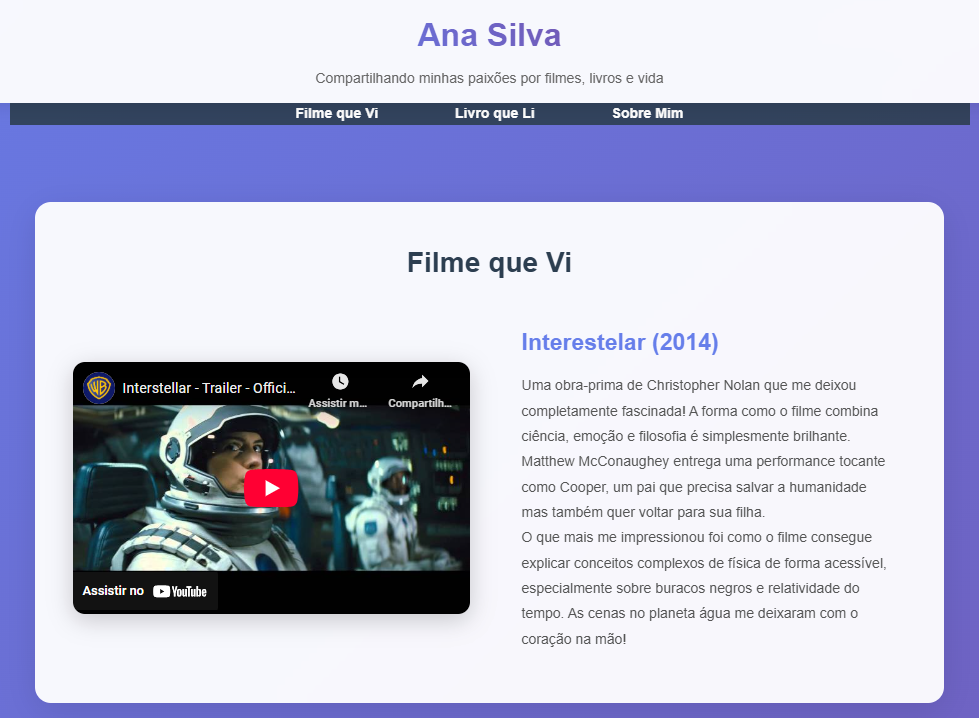 Ana Silva
Compartilhando minhas paixões por filmes, livros e vida
Filme que Vi Livro que Li Sobre Mim
Filme que Vi
Interstellar - Trailer - Offici...
Assistir m... Compartilh...
Assistir no YouTube
Interestelar (2014)
Uma obra-prima de Christopher Nolan que me deixou
completamente fascinada! A forma como o filme combina
ciência, emoção e filosofia é simplesmente brilhante.
Matthew McConaughey entrega uma performance tocante
como Cooper, um pai que precisa salvar a humanidade
mas também quer voltar para sua filha.
O que mais me impressionou foi como o filme consegue
explicar conceitos complexos de física de forma acessível,
especialmente sobre buracos negros e relatividade do
tempo. As cenas no planeta água me deixaram com o
coração na mão!